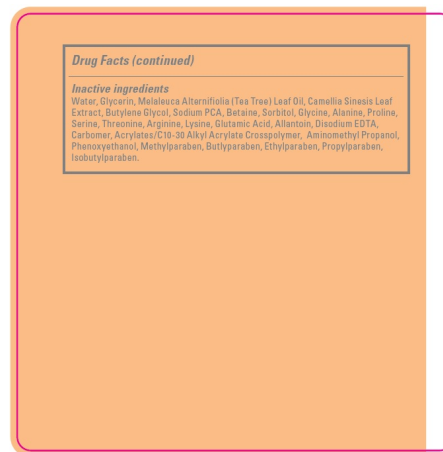 Drug Facts (continued)
Inactive ingredients
Water, Glycerin, Melaleuca Alternifiolia (Tea Tree) Leaf Oil, Camellia Sinesis Leaf
Extract, Butylene Glycol, Sodium PCA, Betaine, Sorbitol, Glycine, Alanine, Proline,
Serine, Threonine, Arginine, Lysine, Glutamic Acid, Allantoin, Disodium EDTA,
Carbomer, Acrylates/C10-30 Alkyl Acrylate Crosspolymer, Aminomethyl Propanol,
Phenoxyethanol, Methylparaben, Butlyparaben, Ethylparaben, Propylparaben,
Isobutylparaben.